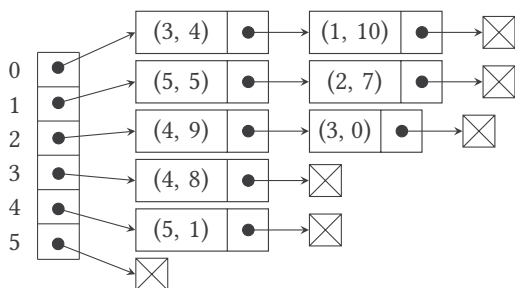 0 (3, 4) (1, 10)
1 (5, 5) (2, 7)
2 (4, 9) (3, 0)
3 (4, 8)
4 (5, 1)
5